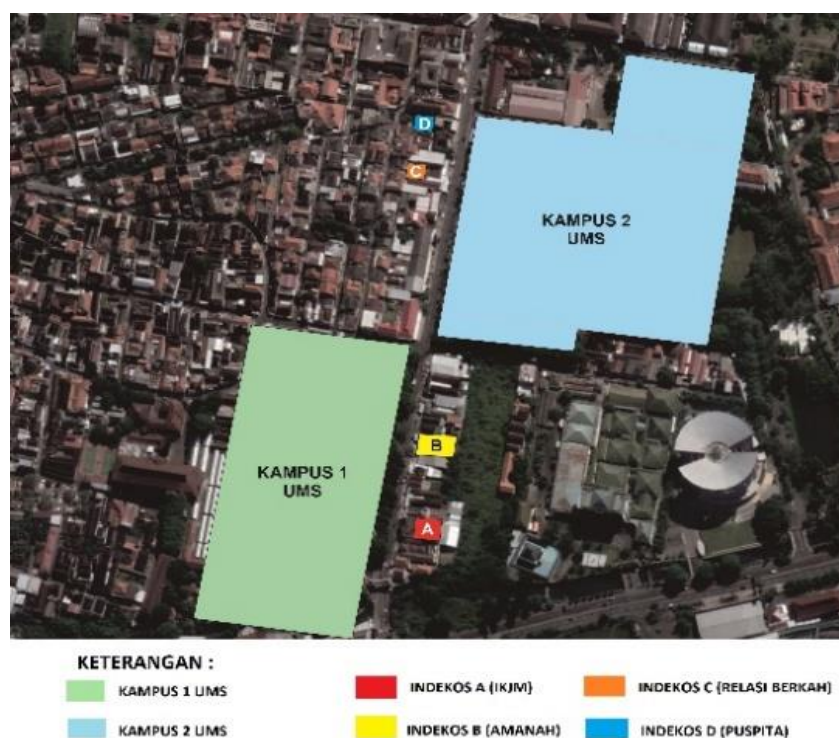 D
C
KAMPUS 2
UMS
B
KAMPUS 1
UMS
A
KETERANGAN :
KAMPUS 1 UMS
INDEKOS A (IKJM)
INDEKOS C (RELASI BERKAH)
KAMPUS 2 UMS
INDEKOS B (AMANAH)
INDEKOS D (PUSPITA)